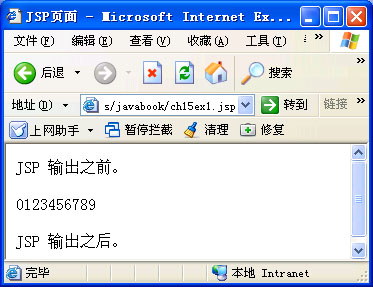 JSP页面 - Microsoft Internet Ex...
文件(F) 编辑(E) 查看(V) 收藏(A) 工具(T) »
后退 搜索 »
地址(D) s/javabook/ch15ex1.jsp 转到 链接 »
上网助手 暂停拦截 清理 修复
JSP 输出之前。
0123456789
JSP 输出之后。
完毕 本地 Intranet